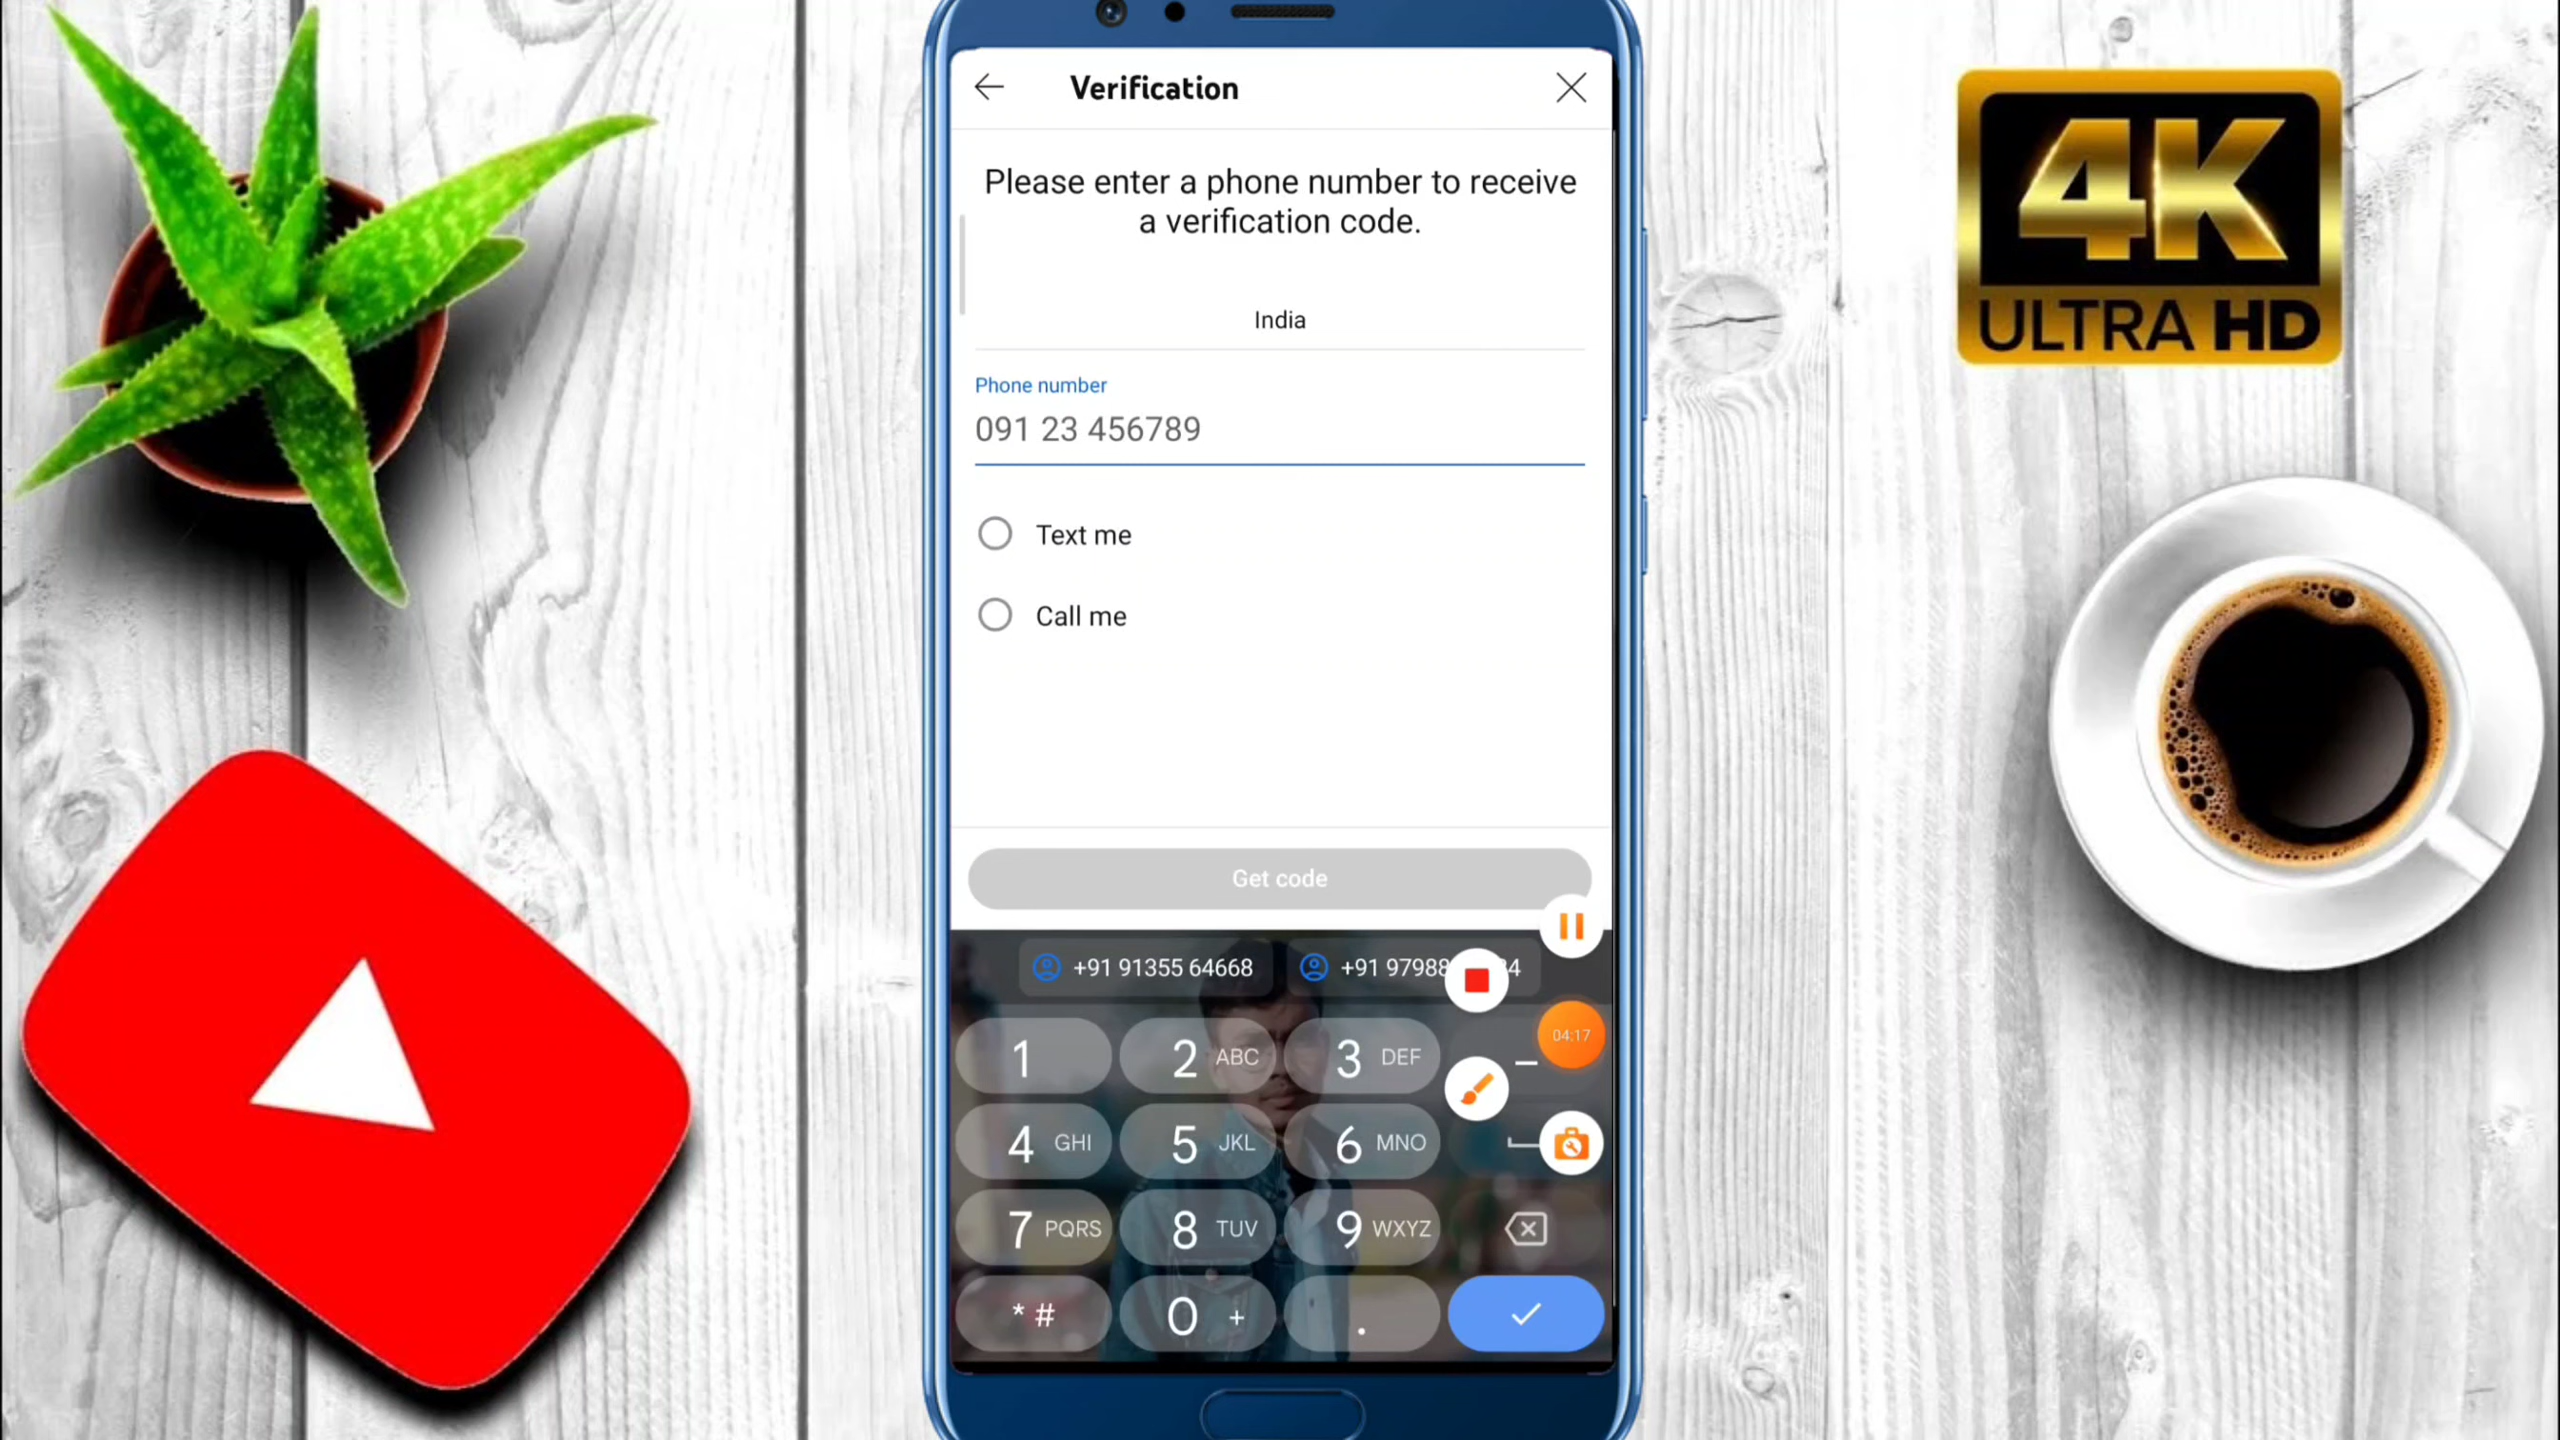 Verification
Please enter a phone number to receive
a verification code.
India
Phone number
091 23 456789
Text me
Call me
Get code
+91 91355 64668
+91 97988
4
1
2 ABC
3 DEF
04:17
4 GHI
5 JKL
6 MNO
7 PQRS
8 TUV
9 WXYZ
* #
0 +
.
4K
ULTRA HD